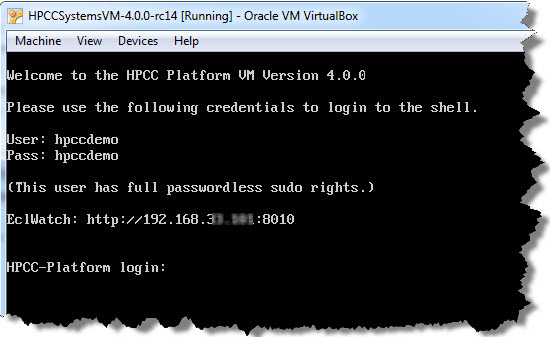 HPCCSystemsVM-4.0.0-rc14 [Running] - Oracle VM VirtualBox
Machine View Devices Help
Welcome to the HPCC Platform VM Version 4.0.0
Please use the following credentials to login to the shell.
User: hpccdemo
Pass: hpccdemo
(This user has full passwordless sudo rights.)
EclWatch: http://192.168.3 :8010
HPCC-Platform login: